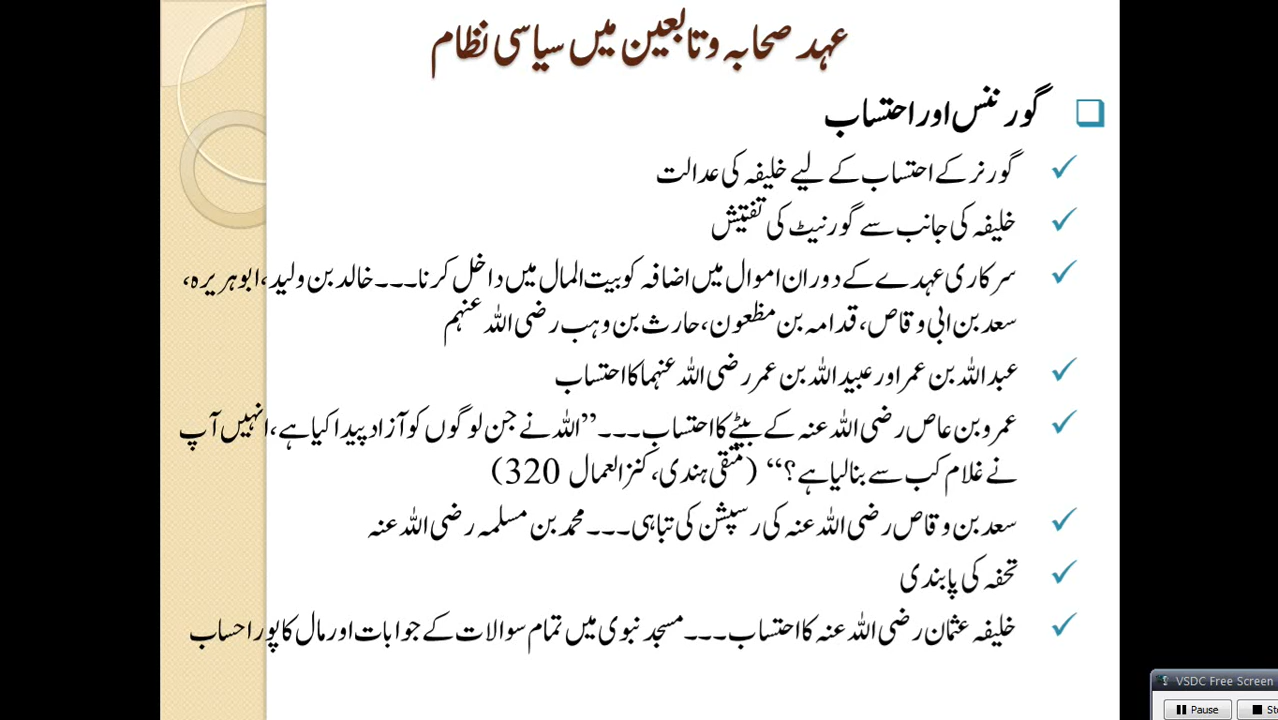 عہد صحابہ و تابعین میں سیاسی نظام
گورننس اور احتساب
گورنر کے احتساب کے لیے خلیفہ کی عدالت
خلیفہ کی جانب سے گورنیٹ کی تفتیش
سرکاری عہدے کے دوران اموال میں اضافہ کو بیت المال میں داخل کرنا۔۔۔خالد بن ولید، ابوہریرہ،
سعد بن ابی وقاص، قدامہ بن مظعون، حارث بن وہب رضی اللہ عنہم
عبداللہ بن عمر اور عبیداللہ بن عمر رضی اللہ عنہما کا احتساب
عمرو بن عاص رضی اللہ عنہ کے بیٹے کا احتساب۔۔۔”اللہ نے جن لوگوں کو آزاد پیدا کیا ہے، انہیں آپ
نے غلام کب سے بنا لیا ہے؟“ (متقی ہندی، کنزالعمال 320)
سعد بن وقاص رضی اللہ عنہ کی رسپشن کی تباہی۔۔۔محمد بن مسلمہ رضی اللہ عنہ
تحفہ کی پابندی
خلیفہ عثمان رضی اللہ عنہ کا احتساب۔۔۔مسجد نبوی میں تمام سوالات کے جوابات اور مال کا پورا حساب
VSDC Free Screen
Pause Sto